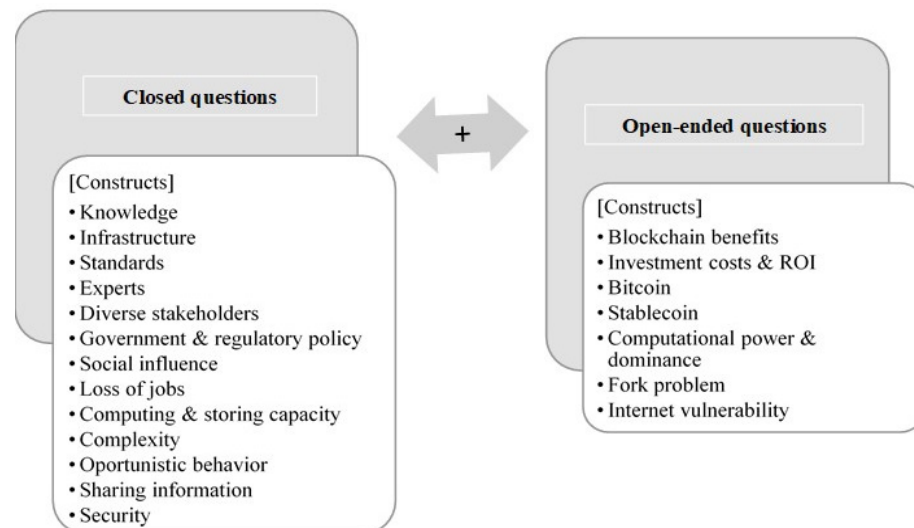 Closed questions
[Constructs]
• Knowledge
• Infrastructure
• Standards
• Experts
• Diverse stakeholders
• Government & regulatory policy
• Social influence
• Loss of jobs
• Computing & storing capacity
• Complexity
• Oportunistic behavior
• Sharing information
• Security
+
Open-ended questions
[Constructs]
• Blockchain benefits
• Investment costs & ROI
• Bitcoin
• Stablecoin
• Computational power &
dominance
• Fork problem
• Internet vulnerability